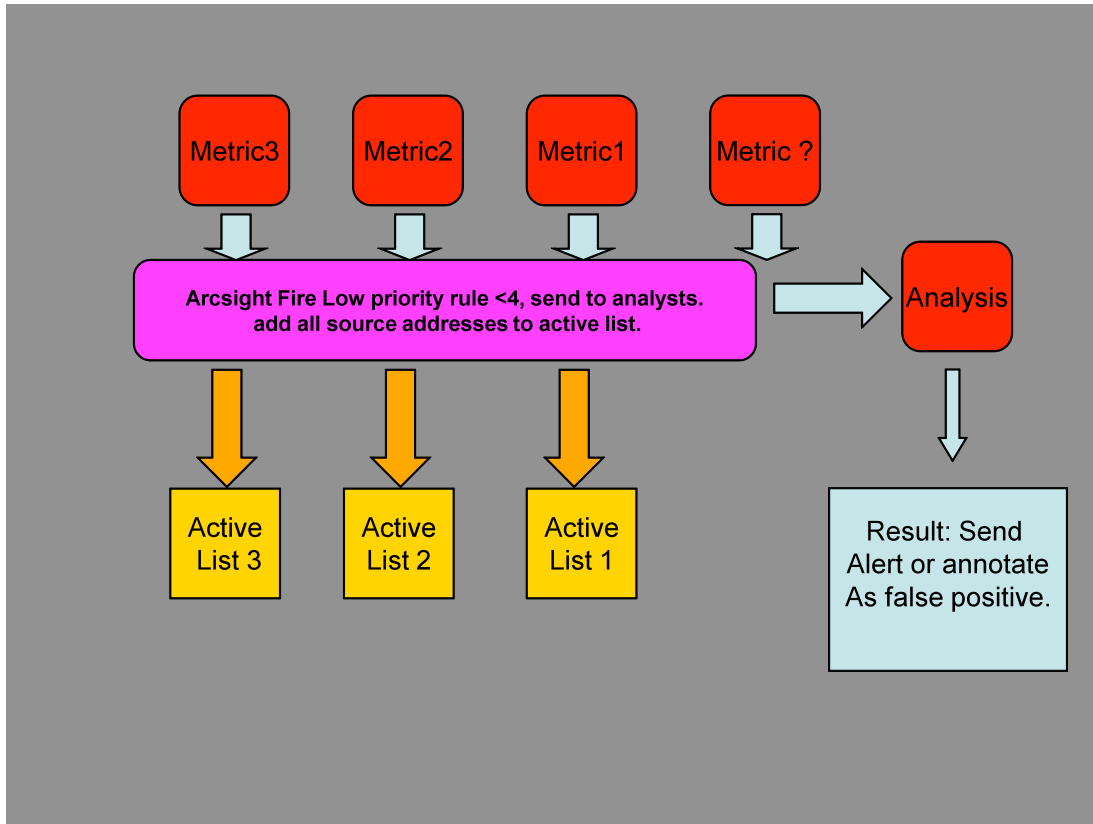 Metric3
Metric2
Metric1
Metric ?
Arcsight Fire Low priority rule <4, send to analysts.
add all source addresses to active list.
Analysis
Active
List 3
Active
List 2
Active
List 1
Result: Send
Alert or annotate
As false positive.